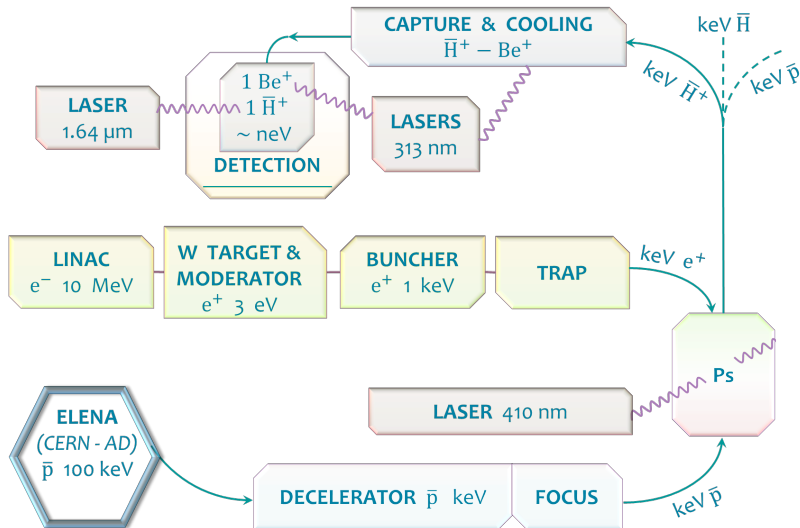 CAPTURE & COOLING
H̅⁺ – Be⁺
keV H̅
keV p̅
keV H̅⁺
LASER
1.64 µm
1 Be⁺
1 H̅⁺
~ neV
DETECTION
LASERS
313 nm
LINAC
e⁻ 10 MeV
W TARGET &
MODERATOR
e⁺ 3 eV
BUNCHER
e⁺ 1 keV
TRAP
keV e⁺
Ps
LASER 410 nm
ELENA
(CERN - AD)
p̅ 100 keV
DECELERATOR p̅ keV
FOCUS
keV p̅